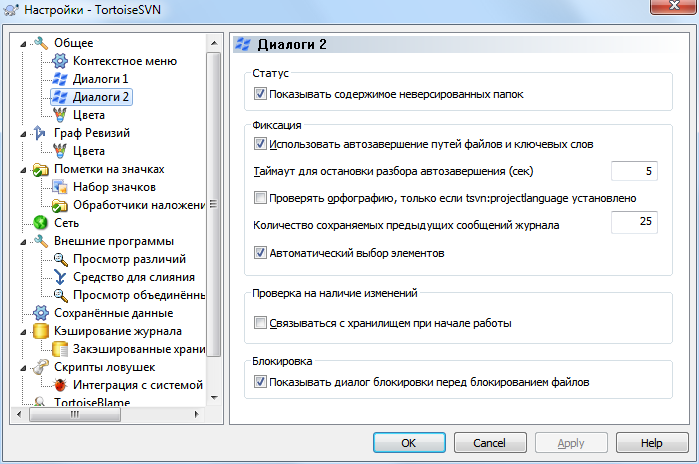 Настройки - TortoiseSVN
Общее
Контекстное меню
Диалоги 1
Диалоги 2
Цвета
Граф Ревизий
Цвета
Пометки на значках
Набор значков
Обработчики наложени
Сеть
Внешние программы
Просмотр различий
Средство для слияния
Просмотр объединённы
Сохранённые данные
Кэширование журнала
Закэшированные храни
Скрипты ловушек
Интеграция с системой
TortoiseBlame
Диалоги 2
Статус
Показывать содержимое неверсированных папок
Фиксация
Использовать автозавершение путей файлов и ключевых слов
Таймаут для остановки разбора автозавершения (сек)
5
Проверять орфографию, только если tsvn:projectlanguage установлено
Количество сохраняемых предыдущих сообщений журнала
25
Автоматический выбор элементов
Проверка на наличие изменений
Связываться с хранилищем при начале работы
Блокировка
Показывать диалог блокировки перед блокированием файлов
OK
Cancel
Apply
Help